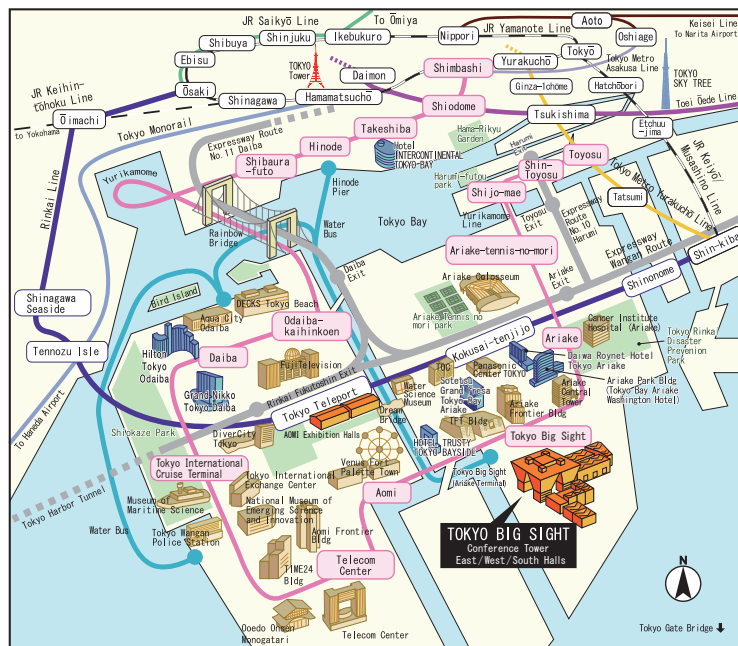 JR Saikyō Line
To Ōmiya
Aoto
Keisei Line
To Narita Airport
Shibuya
Shinjuku
Ikebukuro
Nippori
JR Yamanote Line
Oshiage
Ebisu
TOKYO
Tower
Daimon
Shimbashi
Yurakucho
Tokyō
Tokyo Metro
Asakusa Line
TOKYO
SKY TREE
JR Keihin-
tōhoku Line
Ōsaki
Shinagawa
Hamamatsuchō
Ginza-Ichōme
Hatchōbori
Ōimachi
to Yokohama
Tokyo Monorail
Shiodome
Tsukishima
Toei Ōede Line
Expressway Route
No.11 Daiba
Takeshiba
Hama-Rikyu
Garden
Etchuu
-jima
Hinode
Hotel
INTERCONTINENTAL
TOKYO BAY
Harumi
Exit
Shibaura
-futo
Toyosu
JR Keiyō/
Musashino Line
Yurikamome
Hinode
Pier
Harumi-futou
park
Shin-
Toyosu
Shijo-mae
Tokyo Metro Yurakuchō Line
Tatsumi
Rinkai Line
Rainbow
Bridge
Water
Bus
Tokyo Bay
Yurikamome
Line
Toyosu
Exit
Expressway
Route
No.10
Harumi
Ariake-tennis-no-mori
Expressway
Wangan Route
Shin-kiba
Daiba
Exit
Ariake
Exit
Shinonome
Bird Island
DECKS Tokyo Beach
Ariake Colosseum
Shinagawa
Seaside
Aqua City
Odaiba
Odaiba-
kaihinkoen
Ariake Tennis no
mori park
Kokusai-tenjijo
Cancer Institute
Hospital (Ariake)
Tokyo Rinkai
Disaster
Prevenion
Park
Tennozu Isle
Hilton
Tokyo
Odaiba
Daiba
Fuji Television
Ariake
Daiwa Roynet Hotel
Tokyo Ariake
TOC
Panasonic
Center TOKYO
Rinkai Fukutoshin Exit
Grand Nikko
Tokyo Daiba
Water
Science
Museum
Sotetsu
Grand Fresa
Tokyo Bay
Ariake
Ariake
Central
Tower
Ariake Park Bldg
(Tokyo Bay Ariake
Washington Hotel)
Tokyo Teleport
Dream
Bridge
Ariake
Frontier Bldg
To Haneda Airport
Shiokaze Park
DiverCity
Tokyo
AOMI Exhibition Halls
TFT Bldg
HOTEL TRUSTY
TOKYO BAYSIDE
Tokyo Big Sight
Tokyo International
Cruise Terminal
Tokyo International
Exchange Center
Venus Fort
Palette Town
Tokyo Big Sight
(Ariake Terminal)
Tokyo Harbor Tunnel
Museum of
Maritime Science
National Museum of
Emerging Science
and Innovation
Aomi
Water Bus
Tokyo Wangan
Police Station
Aomi Frontier
Bldg
TOKYO BIG SIGHT
Conference Tower
East/West/South Halls
TIME24
Bldg
Telecom
Center
N
Ooedo Onsen
Monogatari
Telecom Center
Tokyo Gate Bridge